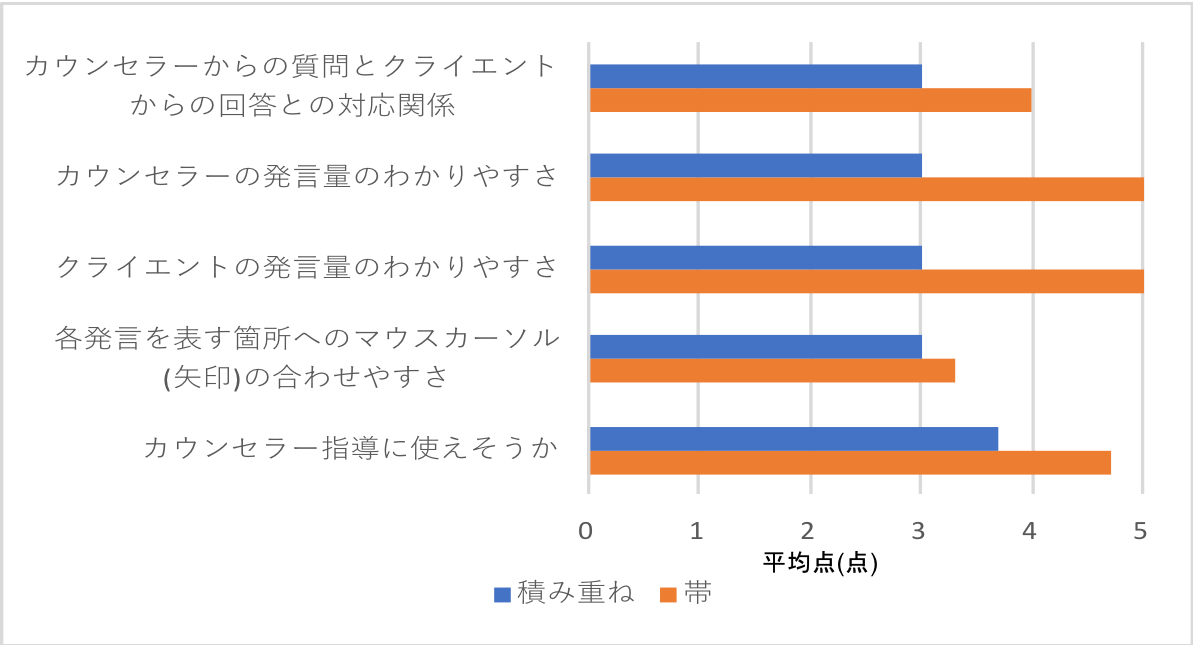 カウンセラーからの質問とクライエント
からの回答との対応関係
カウンセラーの発言量のわかりやすさ
クライエントの発言量のわかりやすさ
各発言を表す箇所へのマウスカーソル
(矢印)の合わせやすさ
カウンセラー指導に使えそうか
0 1 2 3 4 5
平均点(点)
積み重ね 帯